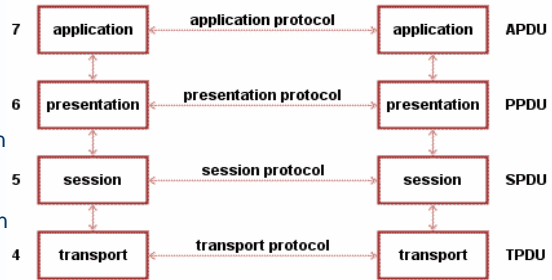 application protocol
7 application application APDU
presentation protocol
6 presentation presentation PPDU
session protocol
5 session session SPDU
transport protocol
4 transport transport TPDU